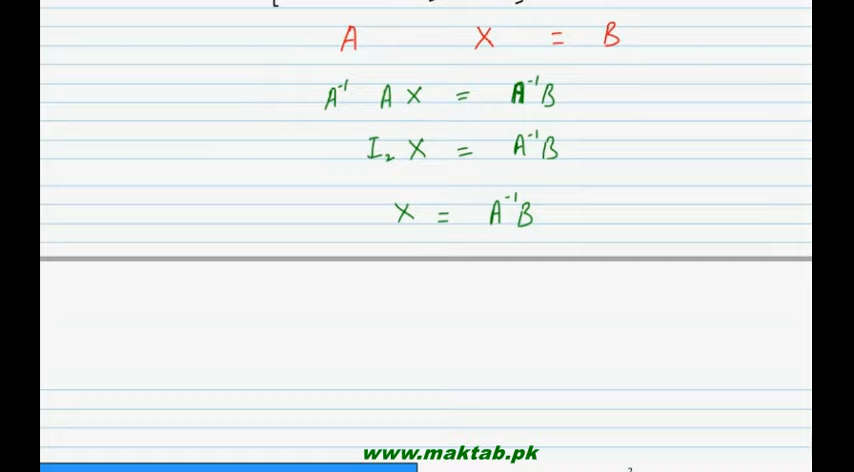 A X = B
A⁻¹ A X = A⁻¹B
I₂ X = A⁻¹B
X = A⁻¹B
www.maktab.pk